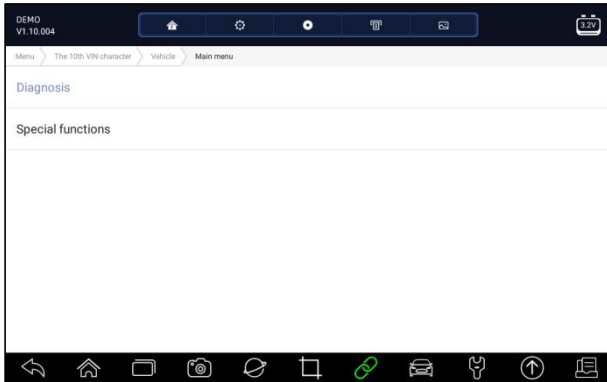 DEMO
V1.10.004
3.2V
Menu The 10th VIN character Vehicle Main menu
Diagnosis
Special functions